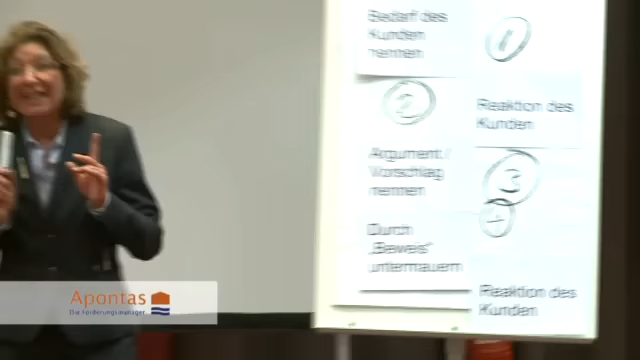 Bedarf des
Kunden
nennen
1
2
Reaktion des
Kunden
Argument /
Vorschlag
nennen
3
4
Durch
„Beweis“
untermauern
Reaktion des
Kunden
Apontas
Die Forderungsmanager